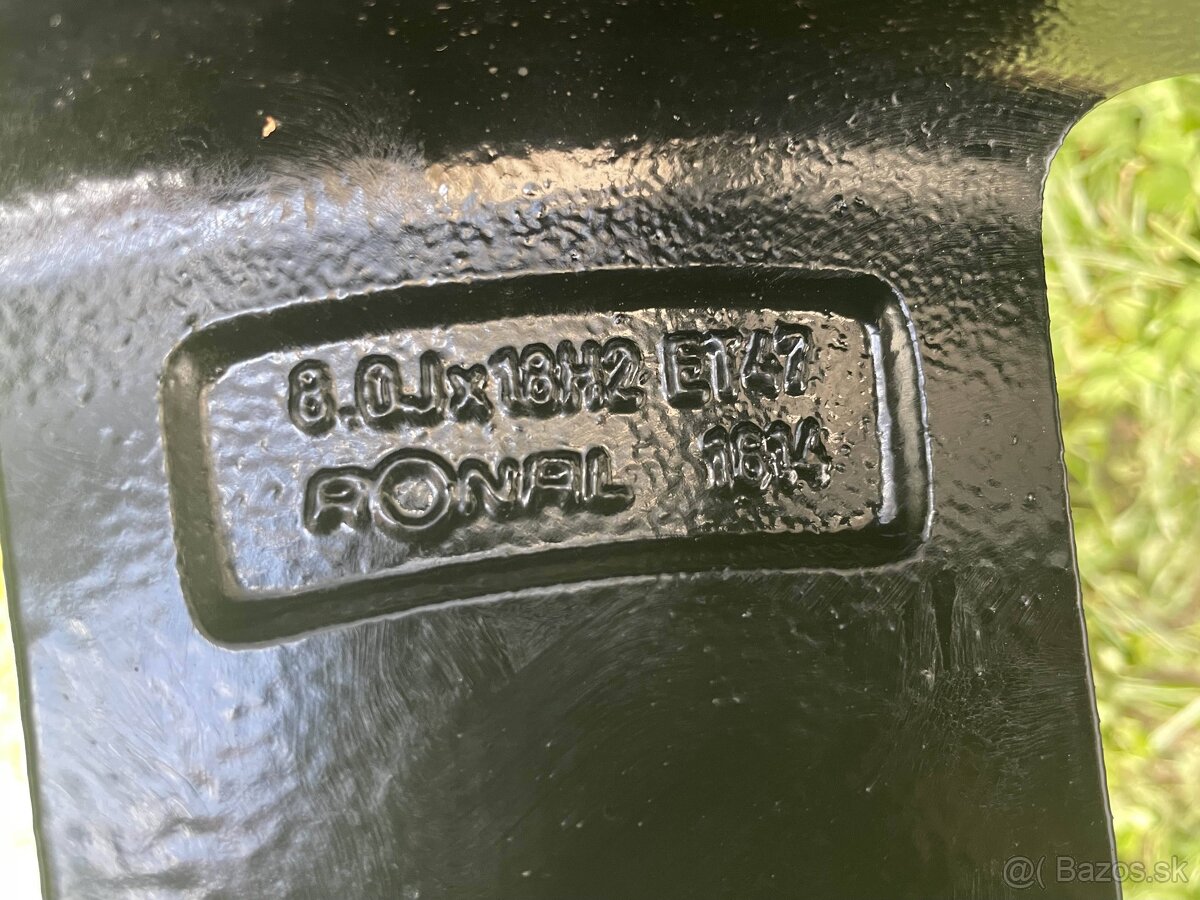 8.0Jx18H2 ET47
RONAL 1614
@( Bazos.sk